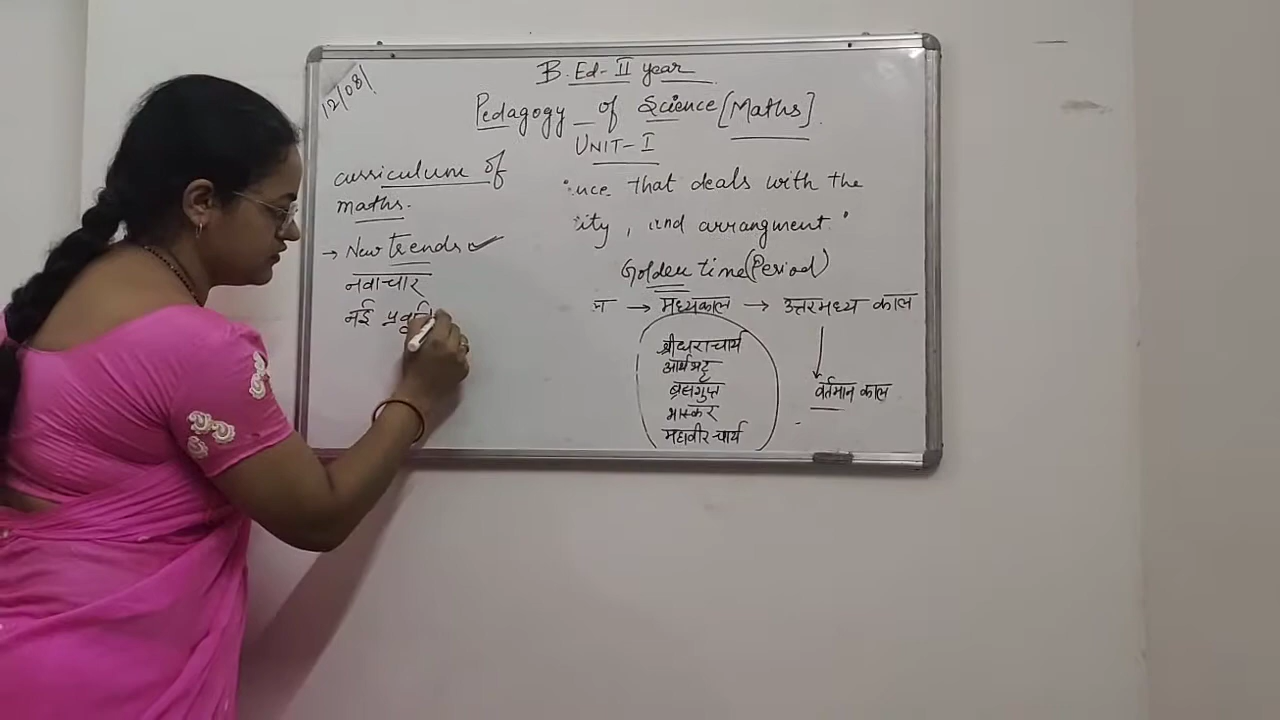 12/08/
B. Ed- II year
Pedagogy of Science [Maths].
UNIT- I
curriculum of
maths.
→ New trends ✓
नवाचार
नई
that deals with the
, and arrangment "
Golden time (Period)
→ मध्यकाल → उत्तरमध्य काल
श्रीधराचार्य
आर्यभट्ट
ब्रह्मगुप्त
भास्कर
महावीराचार्य
वर्तमान काल